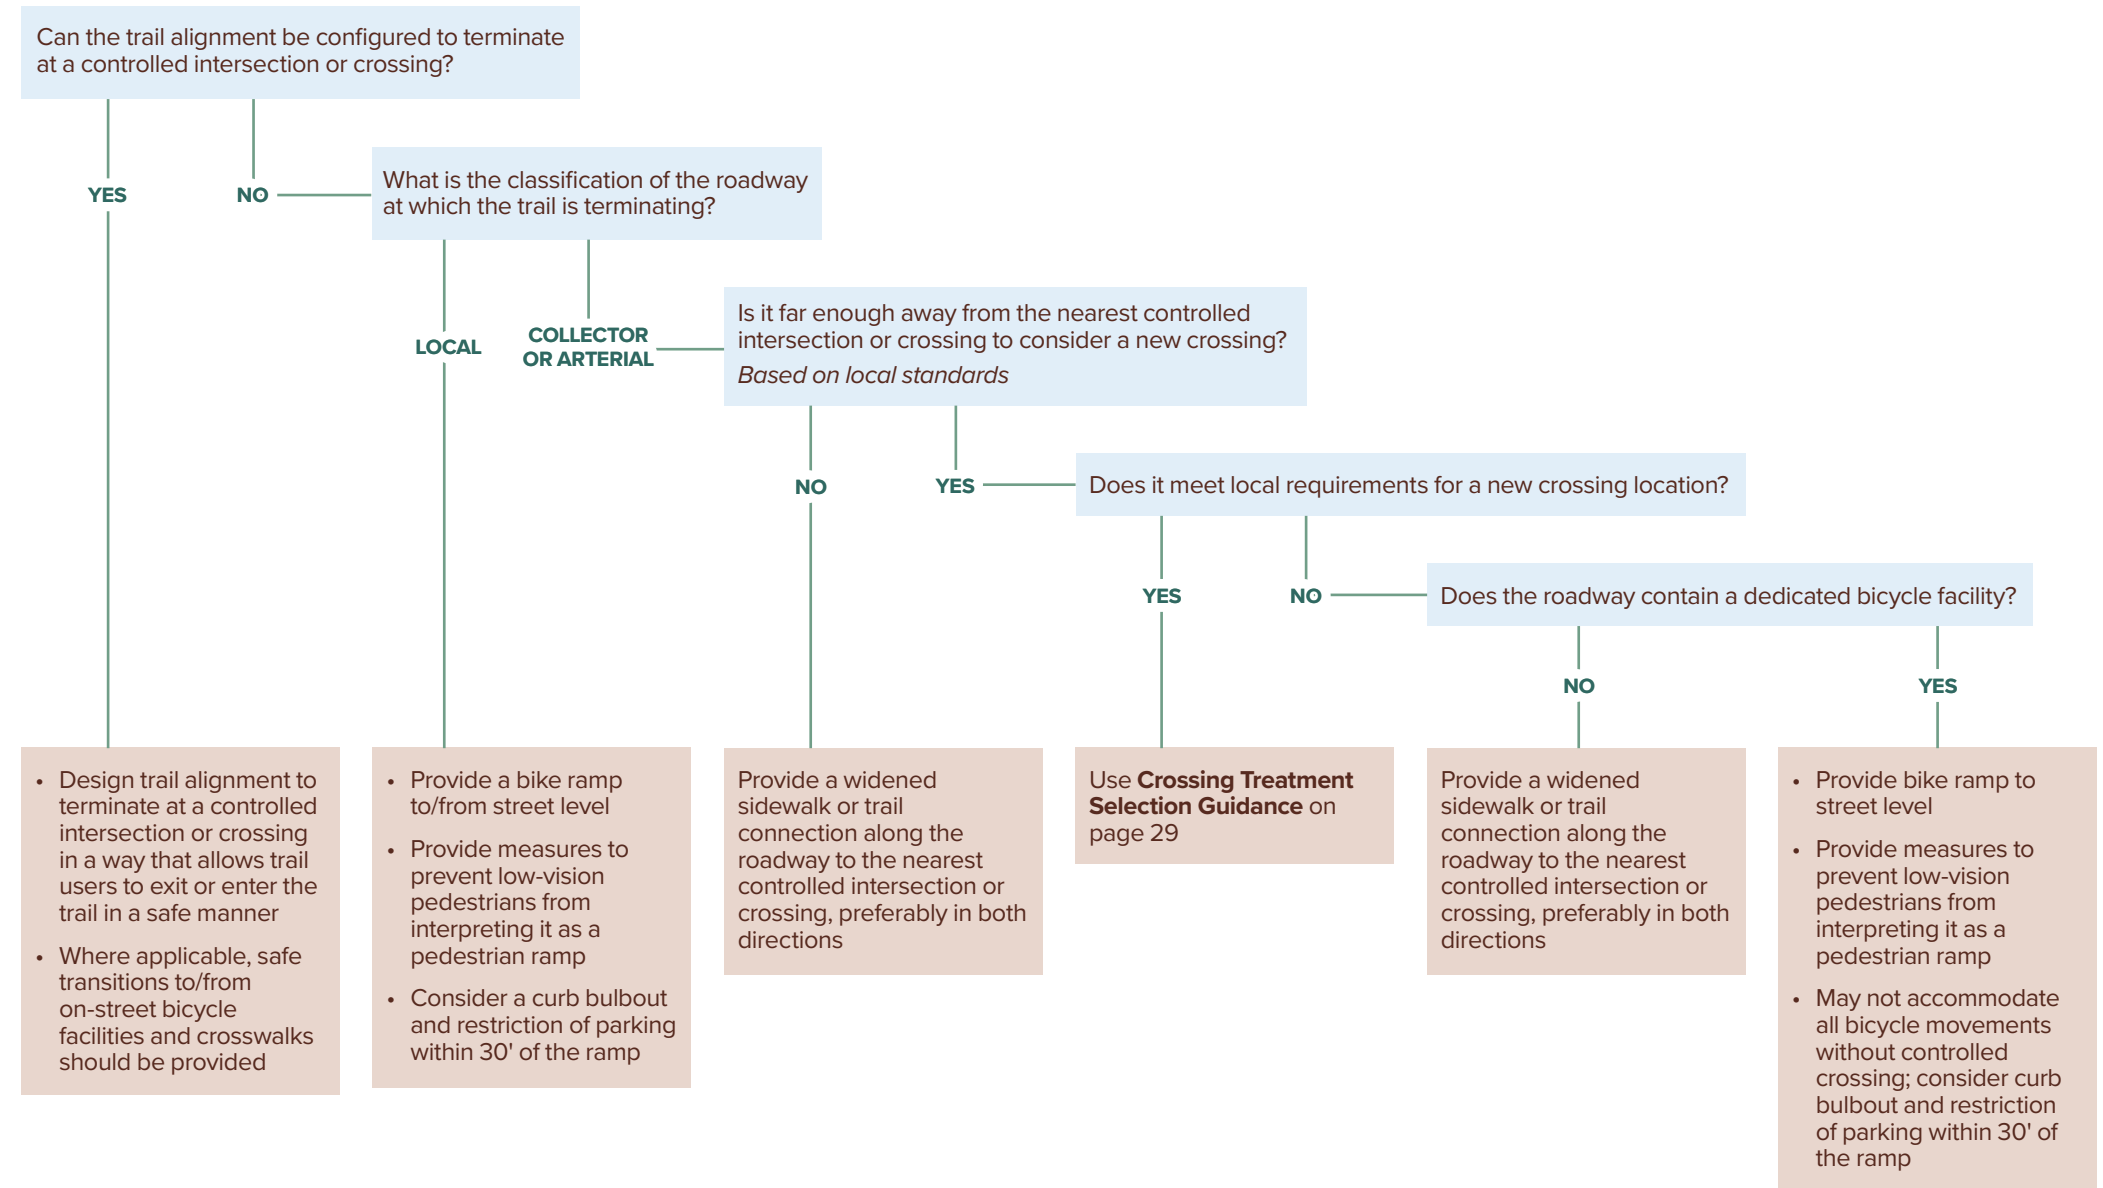 Can the trail alignment be configured to terminate
at a controlled intersection or crossing?
YES
NO
What is the classification of the roadway
at which the trail is terminating?
LOCAL
COLLECTOR
OR ARTERIAL
Is it far enough away from the nearest controlled
intersection or crossing to consider a new crossing?
Based on local standards
NO
YES
Does it meet local requirements for a new crossing location?
YES
NO
Does the roadway contain a dedicated bicycle facility?
NO
YES
• Design trail alignment to
terminate at a controlled
intersection or crossing
in a way that allows trail
users to exit or enter the
trail in a safe manner
• Where applicable, safe
transitions to/from
on-street bicycle
facilities and crosswalks
should be provided
• Provide a bike ramp
to/from street level
• Provide measures to
prevent low-vision
pedestrians from
interpreting it as a
pedestrian ramp
• Consider a curb bulbout
and restriction of parking
within 30' of the ramp
Provide a widened
sidewalk or trail
connection along the
roadway to the nearest
controlled intersection or
crossing, preferably in both
directions
Use Crossing Treatment
Selection Guidance on
page 29
Provide a widened
sidewalk or trail
connection along the
roadway to the nearest
controlled intersection or
crossing, preferably in both
directions
• Provide bike ramp to
street level
• Provide measures to
prevent low-vision
pedestrians from
interpreting it as a
pedestrian ramp
• May not accommodate
all bicycle movements
without controlled
crossing; consider curb
bulbout and restriction
of parking within 30' of
the ramp